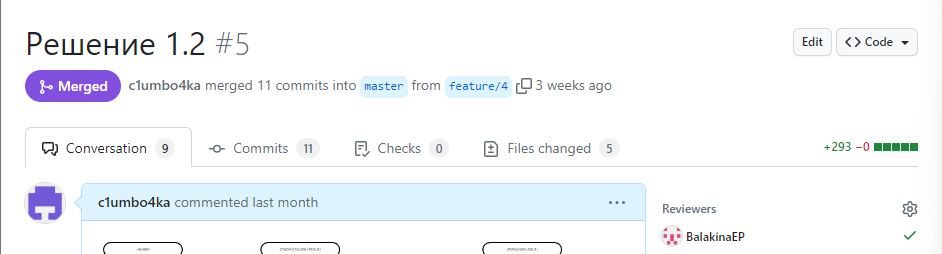 Решение 1.2 #5
Edit
Code
Merged
c1umbo4ka merged 11 commits into master from feature/4 3 weeks ago
Conversation 9
Commits 11
Checks 0
Files changed 5
+293 −0
c1umbo4ka commented last month
Reviewers
BalakinaEP